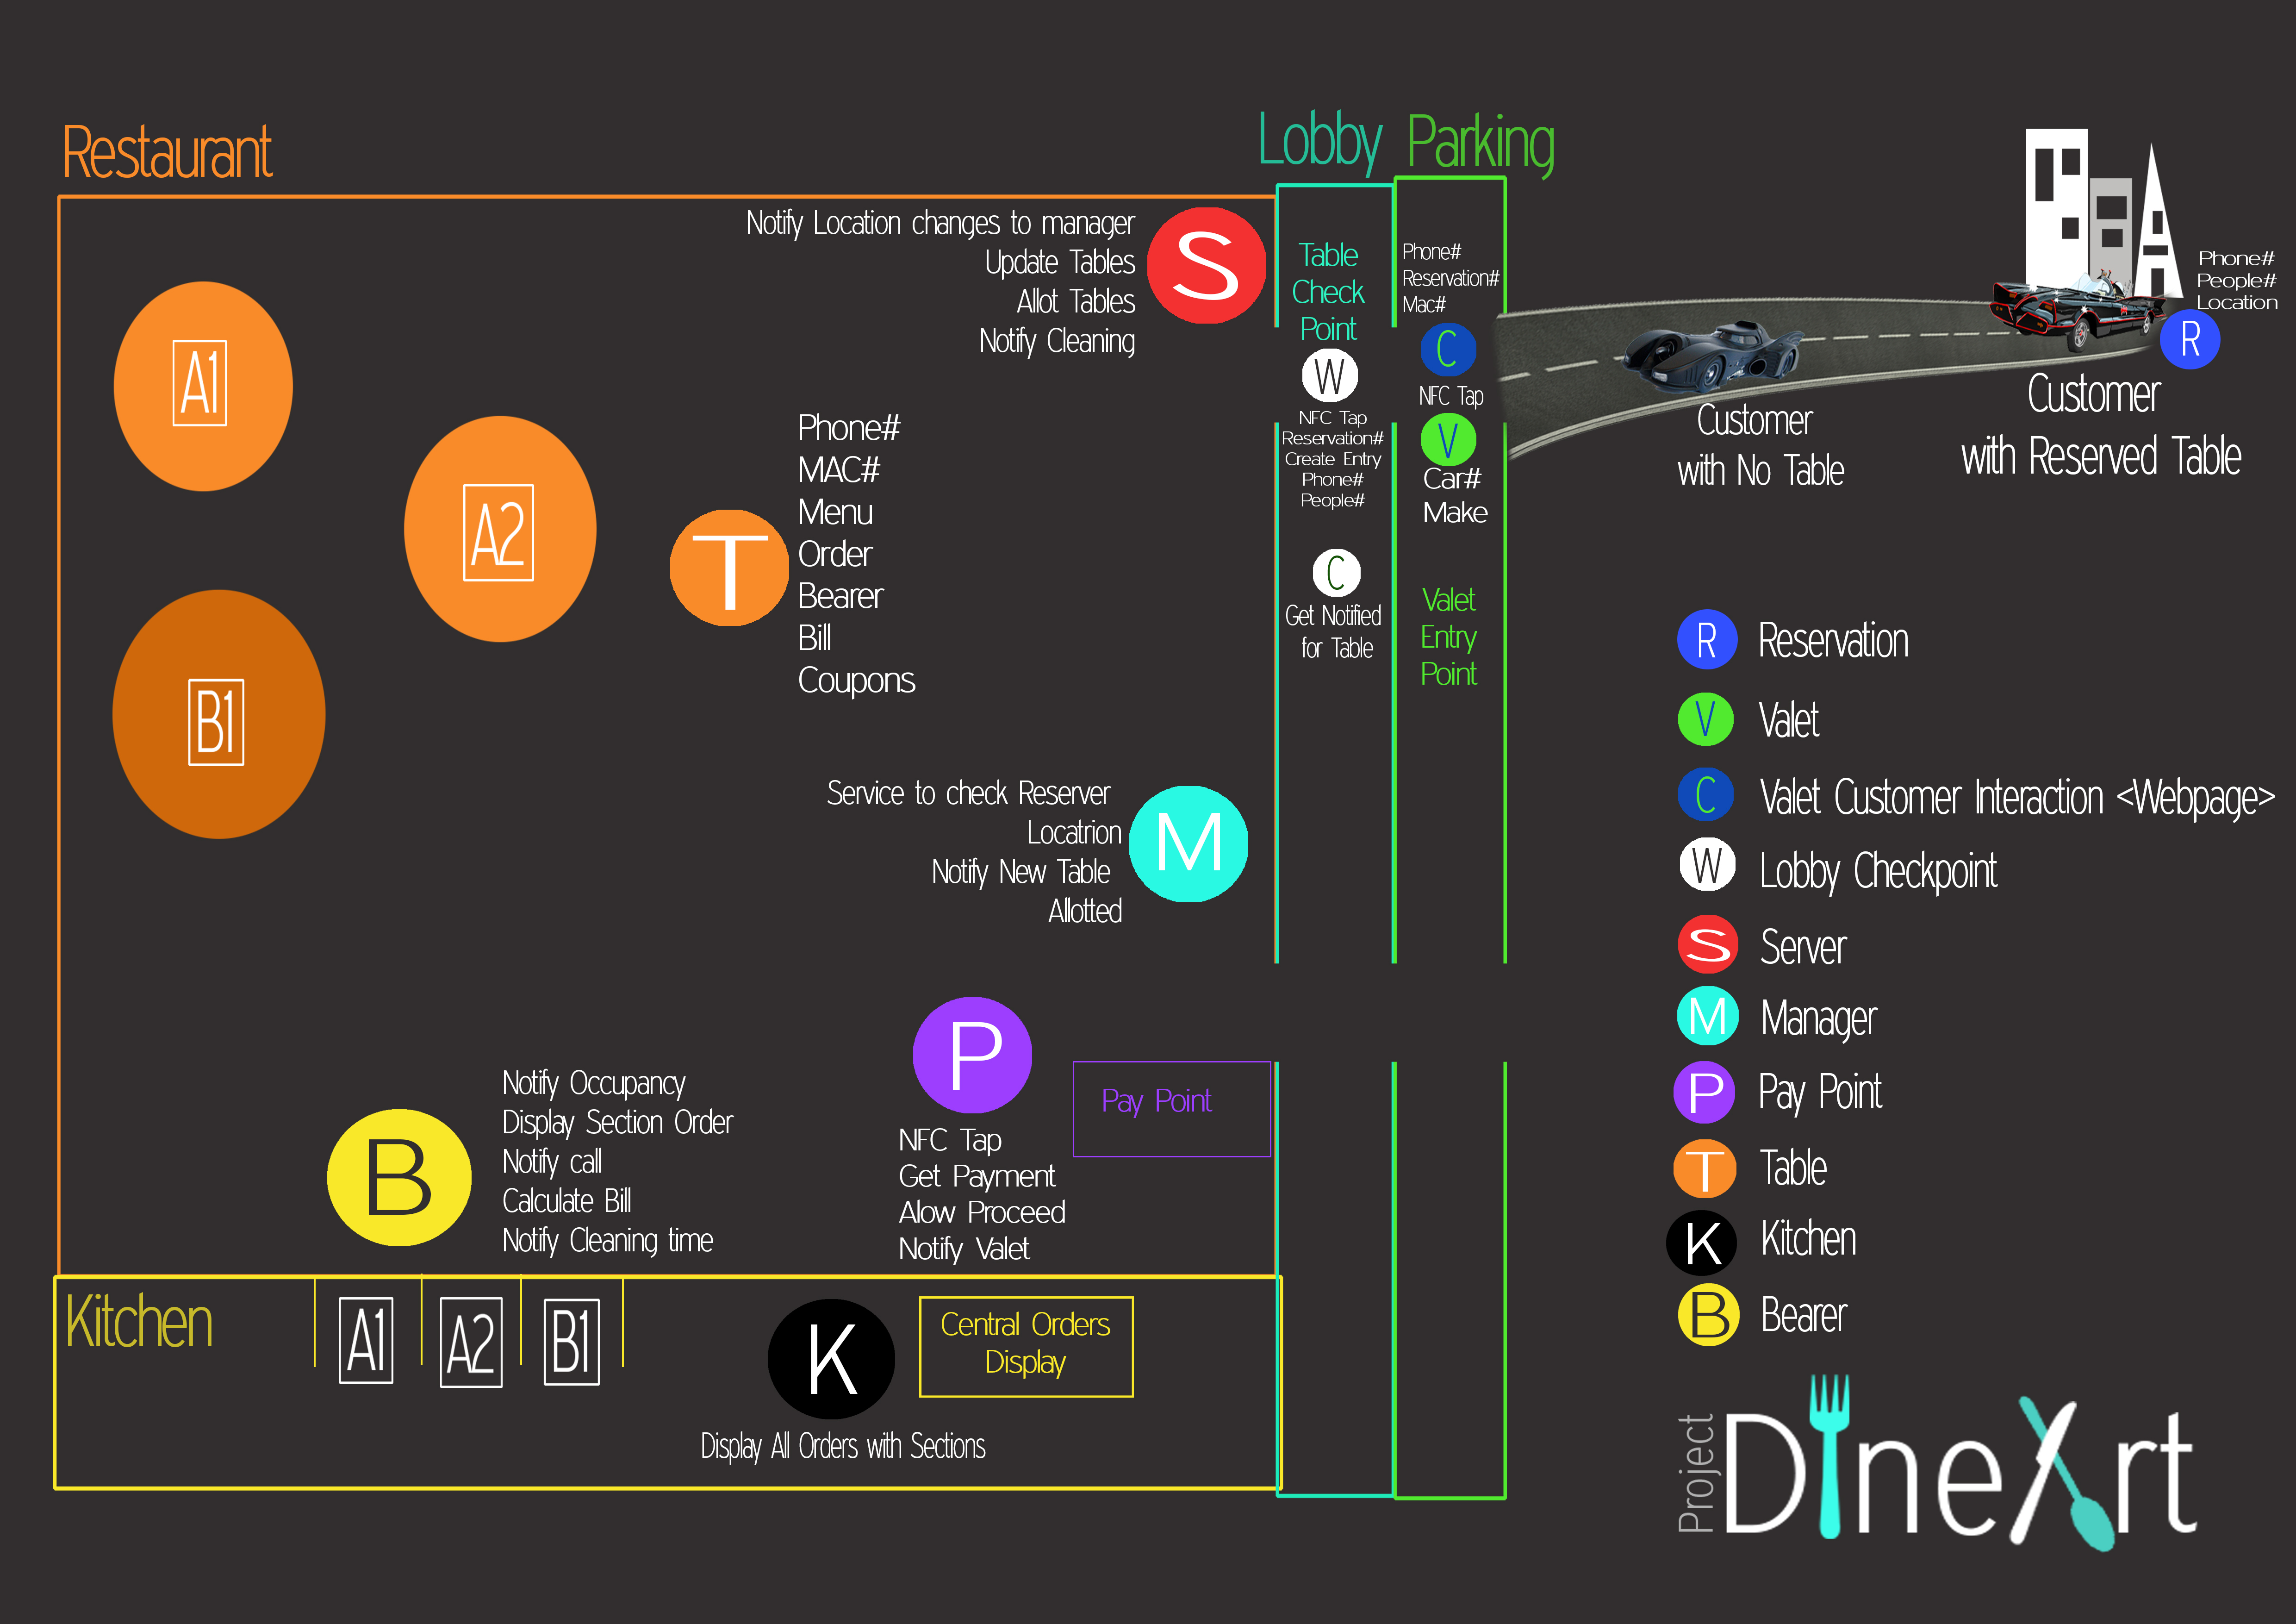 Restaurant
Lobby
Parking
Notify Location changes to manager
Update Tables
Allot Tables
Notify Cleaning
S
Table
Check
Point
W
NFC Tap
Reservation#
Create Entry
Phone#
People#
C
Get Notified
for Table
Phone#
Reservation#
Mac#
C
NFC Tap
V
Car#
Make
Valet
Entry
Point
Phone#
People#
Location
R
Customer
with No Table
Customer
with Reserved Table
A1
A2
B1
T
Phone#
MAC#
Menu
Order
Bearer
Bill
Coupons
Service to check Reserver
Locatrion
Notify New Table
Allotted
M
P
NFC Tap
Get Payment
Alow Proceed
Notify Valet
Pay Point
B
Notify Occupancy
Display Section Order
Notify call
Calculate Bill
Notify Cleaning time
Kitchen
A1
A2
B1
K
Central Orders
Display
Display All Orders with Sections
R Reservation
V Valet
C Valet Customer Interaction <Webpage>
W Lobby Checkpoint
S Server
M Manager
P Pay Point
T Table
K Kitchen
B Bearer
Project
DineArt